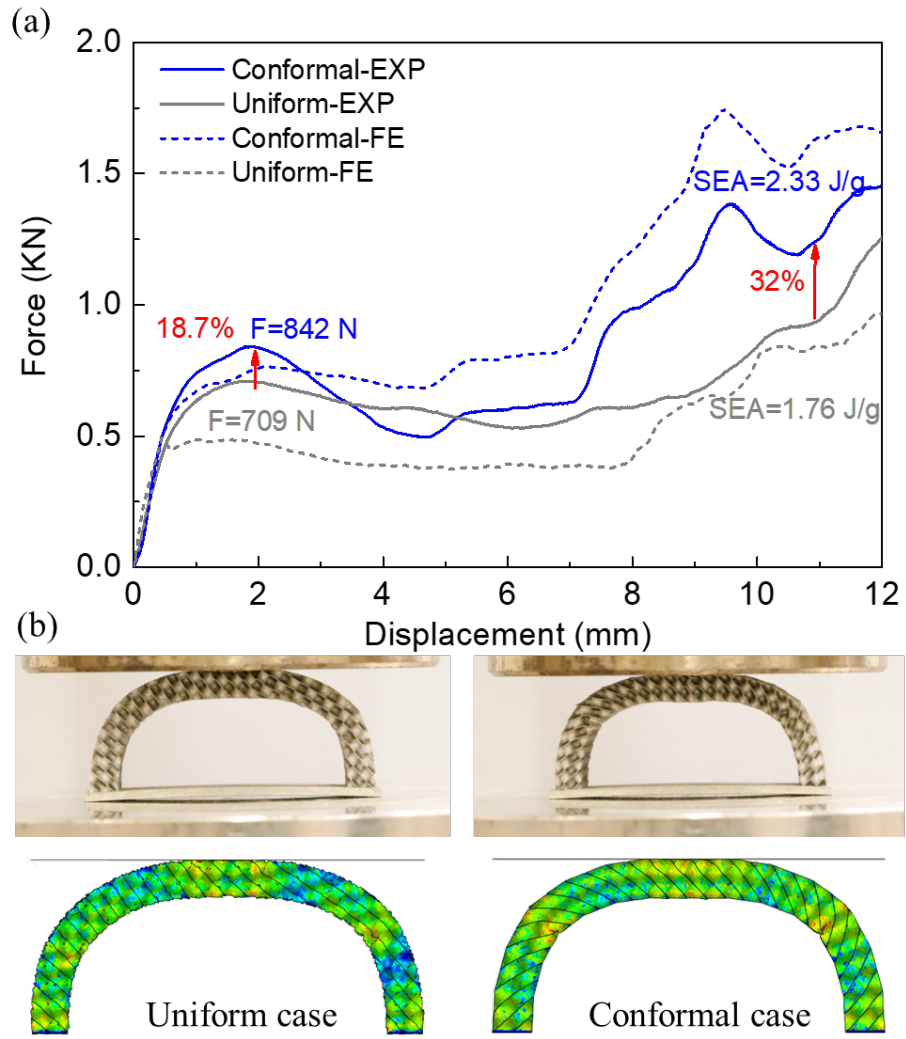 (a)
2.0
1.5
1.0
0.5
0.0
Force (KN)
Conformal-EXP
Uniform-EXP
Conformal-FE
Uniform-FE
SEA=2.33 J/g
32%
18.7%
F=842 N
F=709 N
SEA=1.76 J/g
0 2 4 6 8 10 12
Displacement (mm)
(b)
Uniform case
Conformal case